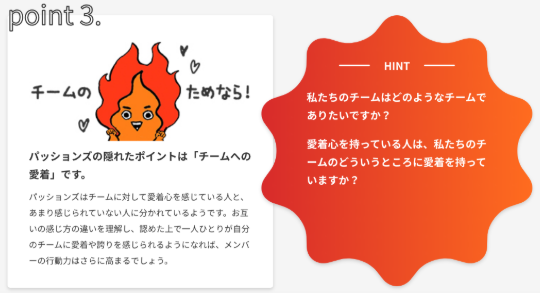 point 3.
チームの
ためなら!
パッションズの隠れたポイントは「チームへの
愛着」です。
パッションズはチームに対して愛着心を感じている人と、
あまり感じられていない人に分かれているようです。お互
いの感じ方の違いを理解し、認めた上で一人ひとりが自分
のチームに愛着や誇りを感じられるようになれば、メンバ
ーの行動力はさらに高まるでしょう。
HINT
私たちのチームはどのようなチームで
ありたいですか?
愛着心を持っている人は、私たちのチ
ームのどういうところに愛着を持って
いますか?